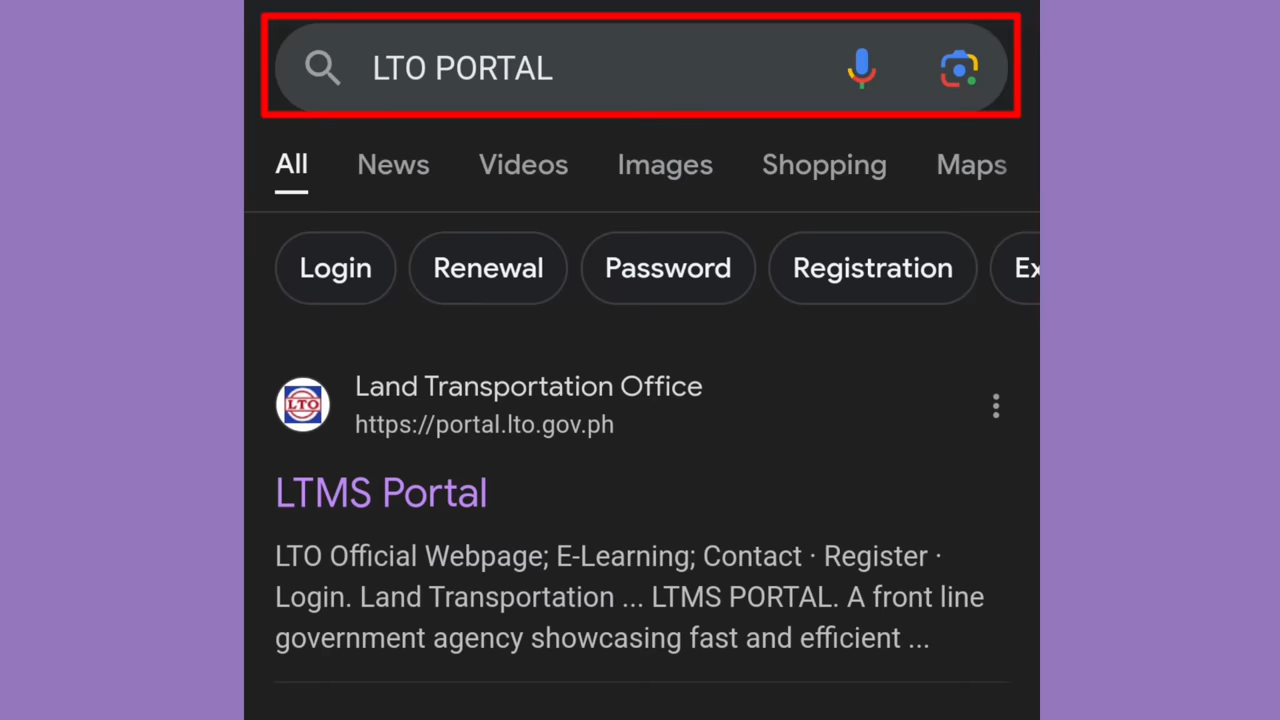 LTO PORTAL
All News Videos Images Shopping Maps
Login Renewal Password Registration Ex
LTO
Land Transportation Office
https://portal.lto.gov.ph
LTMS Portal
LTO Official Webpage; E-Learning; Contact · Register ·
Login. Land Transportation ... LTMS PORTAL. A front line
government agency showcasing fast and efficient ...